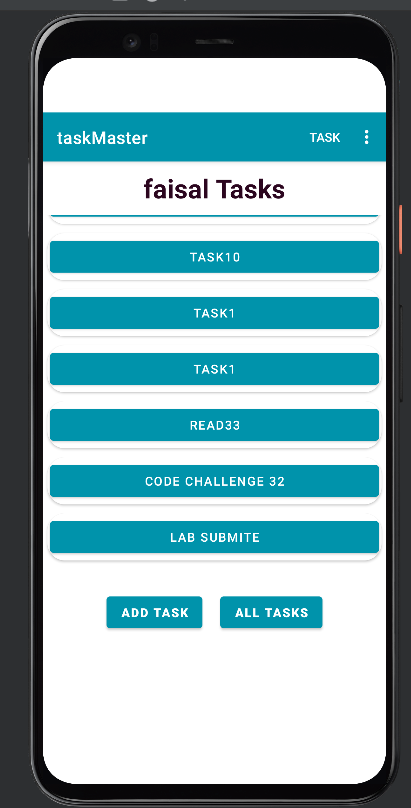 taskMaster TASK
faisal Tasks
TASK10
TASK1
TASK1
READ33
CODE CHALLENGE 32
LAB SUBMITE
ADD TASK ALL TASKS